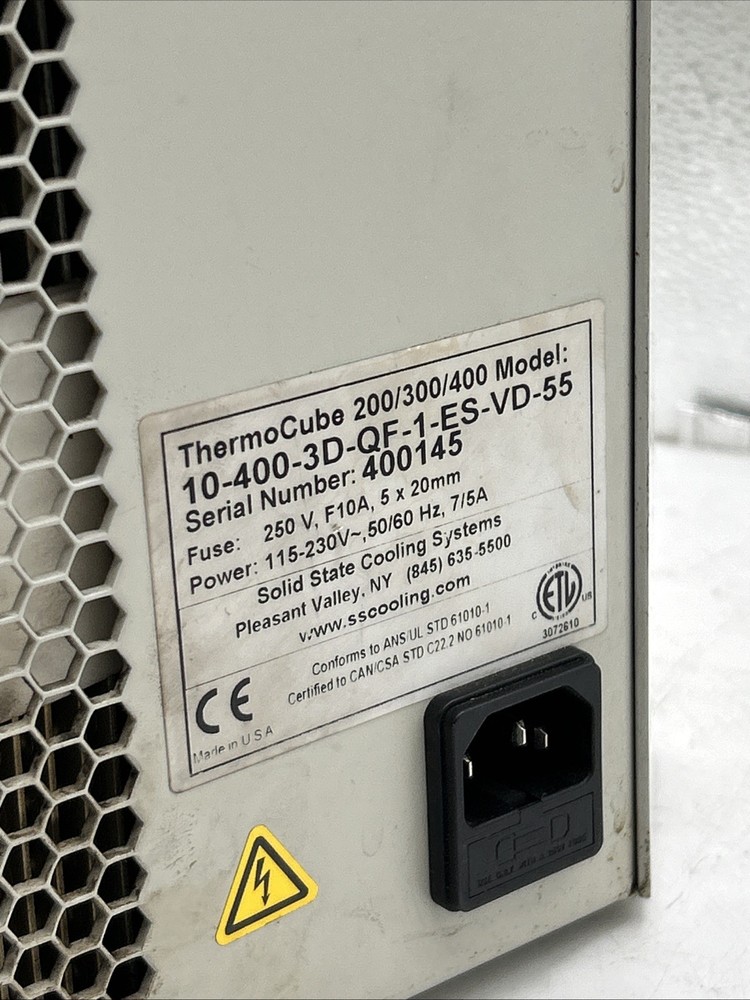 ThermoCube 200/300/400 Model:
10-400-3D-QF-1-ES-VD-55
Serial Number: 400145
Fuse: 250 V, F10A, 5 x 20mm
Power: 115-230V~, 50/60 Hz, 7/5A
Solid State Cooling Systems
Pleasant Valley, NY (845) 635-5500
www.sscooling.com
Conforms to ANS/UL STD 61010-1
Certified to CAN/CSA STD C22.2 NO 61010-1
C ETL US
3072610
CE
Made in U.S.A